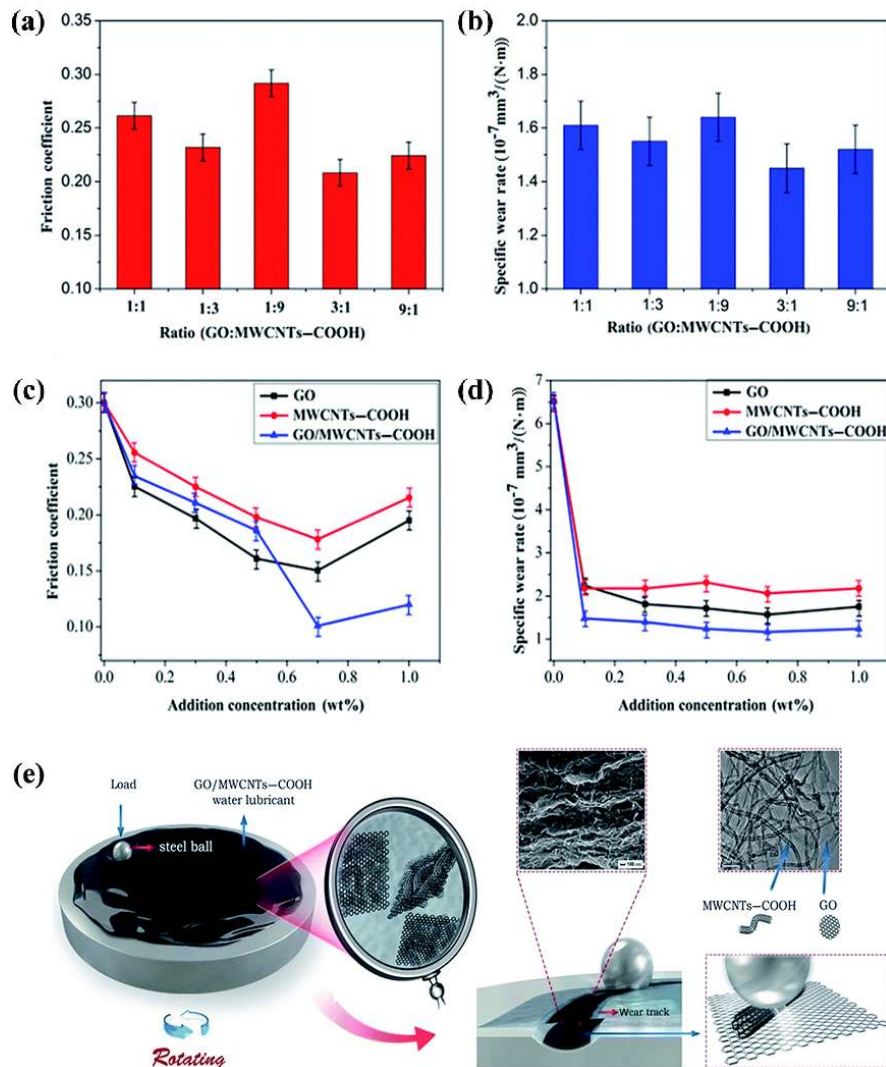 (a)
Friction coefficient
0.30
0.25
0.20
0.15
0.10
1:1 1:3 1:9 3:1 9:1
Ratio (GO:MWCNTs–COOH)
(b)
Specific wear rate (10⁻⁷ mm³/(N·m))
1.8
1.6
1.4
1.2
1.0
1:1 1:3 1:9 3:1 9:1
Ratio (GO:MWCNTs–COOH)
(c)
GO
MWCNTs–COOH
GO/MWCNTs–COOH
Friction coefficient
0.30
0.25
0.20
0.15
0.10
0.0 0.2 0.4 0.6 0.8 1.0
Addition concentration (wt%)
(d)
GO
MWCNTs–COOH
GO/MWCNTs–COOH
Specific wear rate (10⁻⁷ mm³/(N·m))
7
6
5
4
3
2
1
0.0 0.2 0.4 0.6 0.8 1.0
Addition concentration (wt%)
(e)
Load
GO/MWCNTs–COOH
water lubricant
steel ball
Rotating
MWCNTs–COOH
GO
Wear track